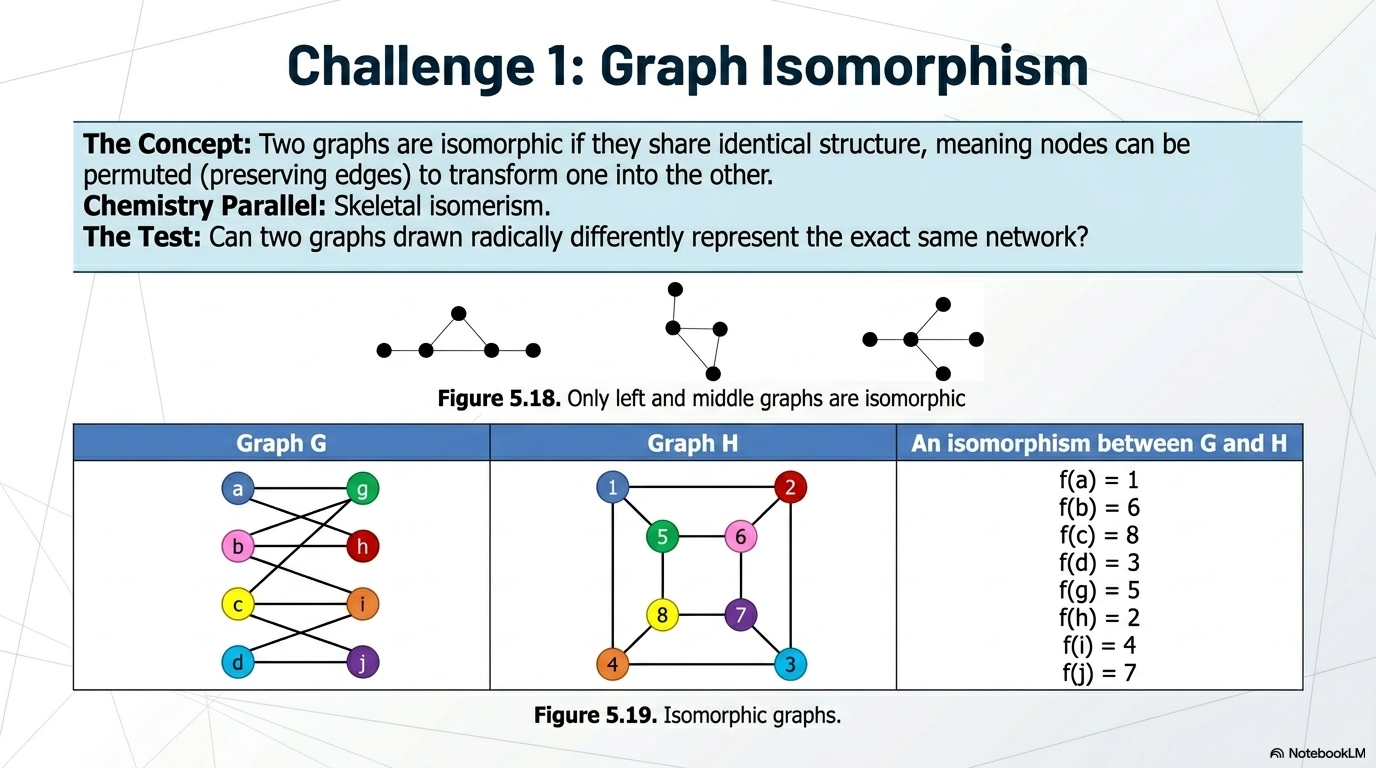 Challenge 1: Graph Isomorphism
The Concept: Two graphs are isomorphic if they share identical structure, meaning nodes can be
permuted (preserving edges) to transform one into the other.
Chemistry Parallel: Skeletal isomerism.
The Test: Can two graphs drawn radically differently represent the exact same network?
Figure 5.18. Only left and middle graphs are isomorphic
Graph G
a
g
b
h
c
i
d
j
Graph H
1
2
5
6
8
7
4
3
An isomorphism between G and H
f(a) = 1
f(b) = 6
f(c) = 8
f(d) = 3
f(g) = 5
f(h) = 2
f(i) = 4
f(j) = 7
Figure 5.19. Isomorphic graphs.
NotebookLM